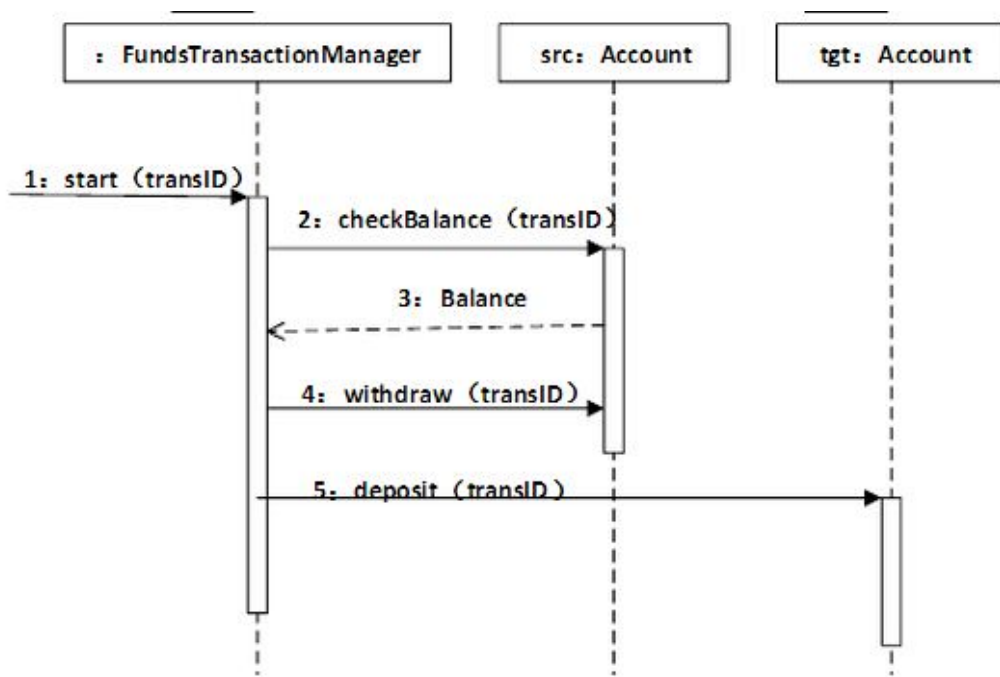 ：FundsTransactionManager
src：Account
tgt：Account
1：start（transID）
2：checkBalance（transID）
3：Balance
4：withdraw（transID）
5：deposit（transID）